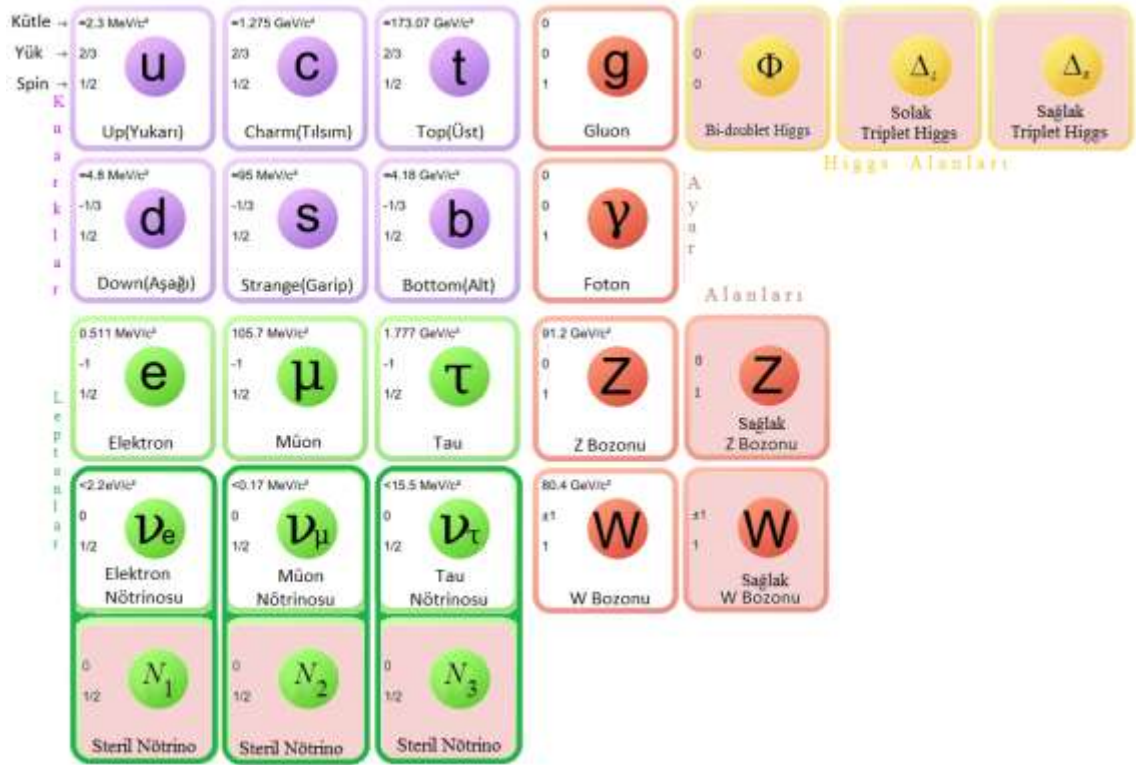 Kütle →
Yük →
Spin →
Kuarklar
≈2.3 MeV/c²
2/3
1/2
u
Up(Yukarı)
≈1.275 GeV/c²
2/3
1/2
c
Charm(Tılsım)
≈173.07 GeV/c²
2/3
1/2
t
Top(Üst)
0
0
1
g
Gluon
0
0
Φ
Bi-doublet Higgs
Solak
Triplet Higgs
Sağlak
Triplet Higgs
Higgs Alanları
≈4.8 MeV/c²
-1/3
1/2
d
Down(Aşağı)
≈95 MeV/c²
-1/3
1/2
s
Strange(Garip)
≈4.18 GeV/c²
-1/3
1/2
b
Bottom(Alt)
0
0
1
γ
Foton
Ayar
Alanları
Leptonlar
0.511 MeV/c²
-1
1/2
e
Elektron
105.7 MeV/c²
-1
1/2
μ
Müon
1.777 GeV/c²
-1
1/2
τ
Tau
91.2 GeV/c²
0
1
Z
Z Bozonu
0
1
Z
Sağlak
Z Bozonu
<2.2eV/c²
0
1/2
νe
Elektron
Nötrinosu
<0.17 MeV/c²
0
1/2
νμ
Müon
Nötrinosu
<15.5 MeV/c²
0
1/2
ντ
Tau
Nötrinosu
80.4 GeV/c²
±1
1
W
W Bozonu
±1
1
W
Sağlak
W Bozonu
0
1/2
N1
Steril Nötrino
0
1/2
N2
Steril Nötrino
0
1/2
N3
Steril Nötrino